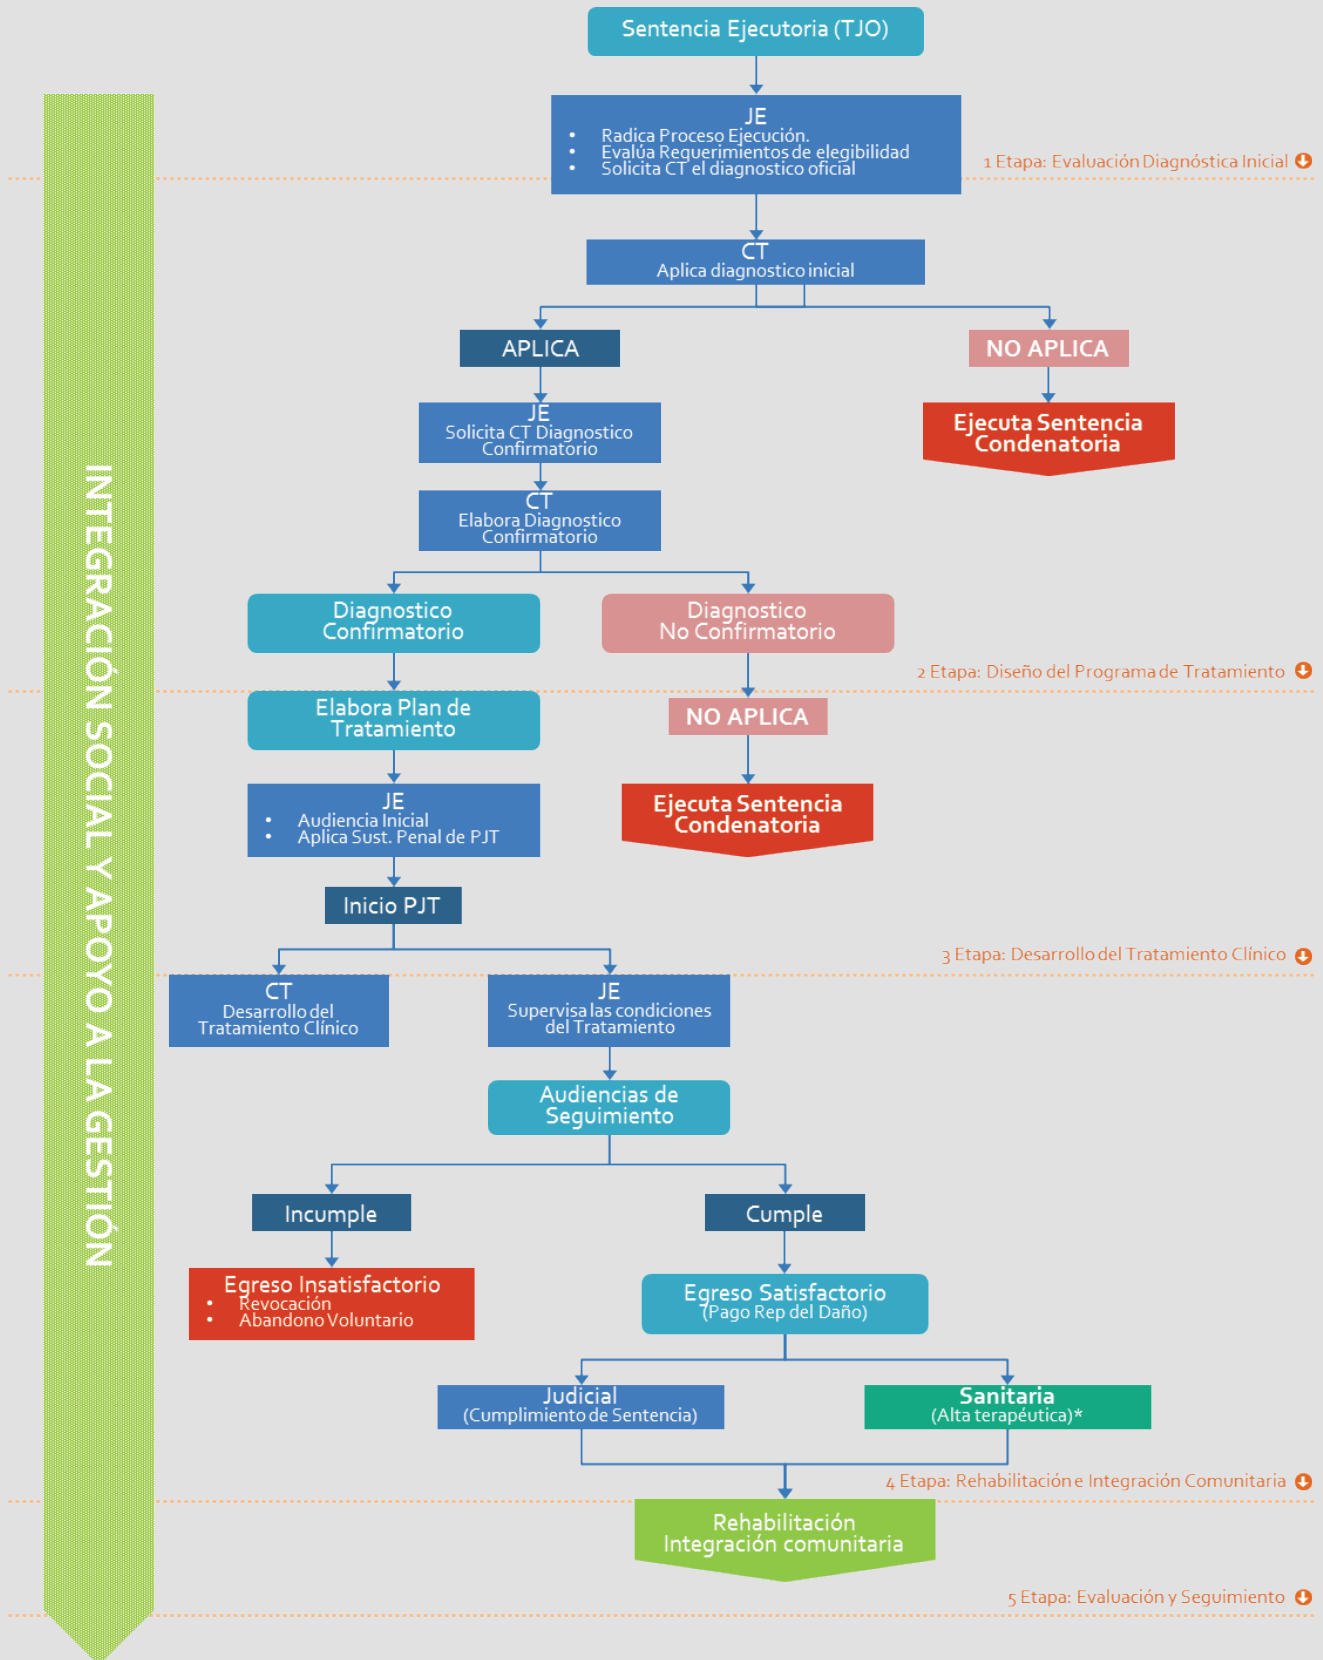 Sentencia Ejecutoria (TJO)
JE
• Radica Proceso Ejecución.
• Evalúa Requerimientos de elegibilidad
• Solicita CT el diagnostico oficial
1 Etapa: Evaluación Diagnóstica Inicial
CT
Aplica diagnostico inicial
APLICA
NO APLICA
JE
Solicita CT Diagnostico
Confirmatorio
Ejecuta Sentencia
Condenatoria
CT
Elabora Diagnostico
Confirmatorio
Diagnostico
Confirmatorio
Diagnostico
No Confirmatorio
2 Etapa: Diseño del Programa de Tratamiento
Elabora Plan de
Tratamiento
NO APLICA
JE
• Audiencia Inicial
• Aplica Sust. Penal de PJT
Ejecuta Sentencia
Condenatoria
Inicio PJT
3 Etapa: Desarrollo del Tratamiento Clínico
CT
Desarrollo del
Tratamiento Clínico
JE
Supervisa las condiciones
del Tratamiento
Audiencias de
Seguimiento
Incumple
Cumple
Egreso Insatisfactorio
• Revocación
• Abandono Voluntario
Egreso Satisfactorio
(Pago Rep del Daño)
Judicial
(Cumplimiento de Sentencia)
Sanitaria
(Alta terapéutica)*
4 Etapa: Rehabilitación e Integración Comunitaria
Rehabilitación
Integración comunitaria
5 Etapa: Evaluación y Seguimiento
INTEGRACIÓN SOCIAL Y APOYO A LA GESTIÓN